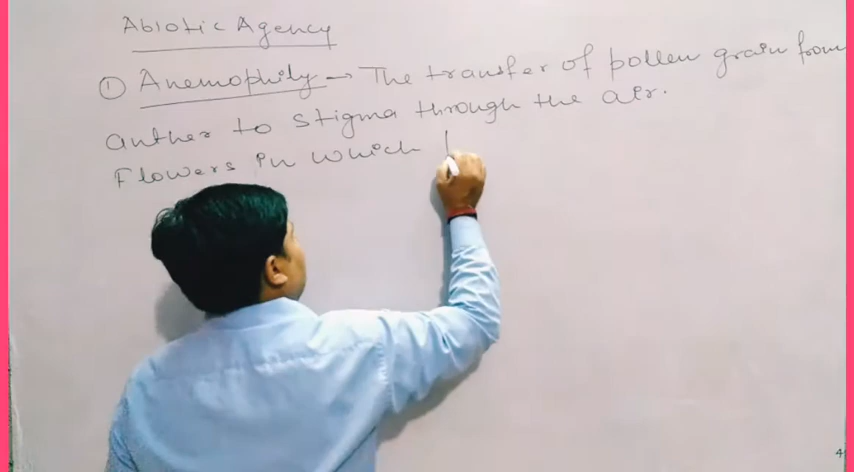 Abiotic Agency
① Anemophily → The transfer of pollen grain from
anther to stigma through the air.
Flowers in which
4